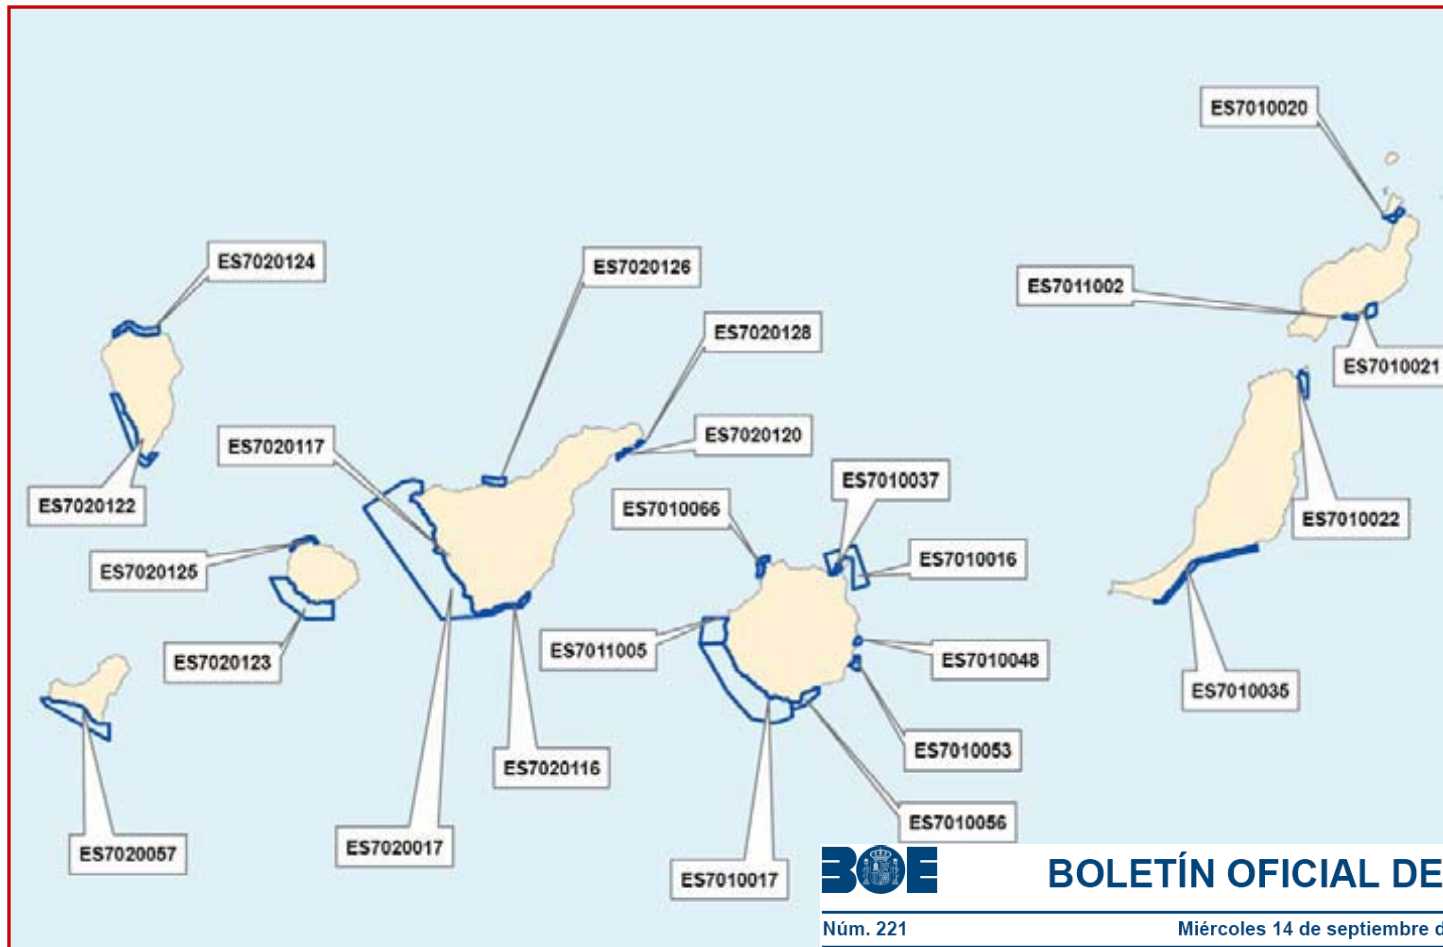 ES7010020
ES7020124
ES7020126
ES7011002
ES7020128
ES7010021
ES7020120
ES7020117
ES7010037
ES7020122
ES7010066
ES7010022
ES7010016
ES7020125
ES7011005
ES7010048
ES7020123
ES7010035
ES7010053
ES7020116
ES7010056
ES7020017
ES7020057
ES7010017
BOE
BOLETÍN OFICIAL DE
Núm. 221
Miércoles 14 de septiembre d